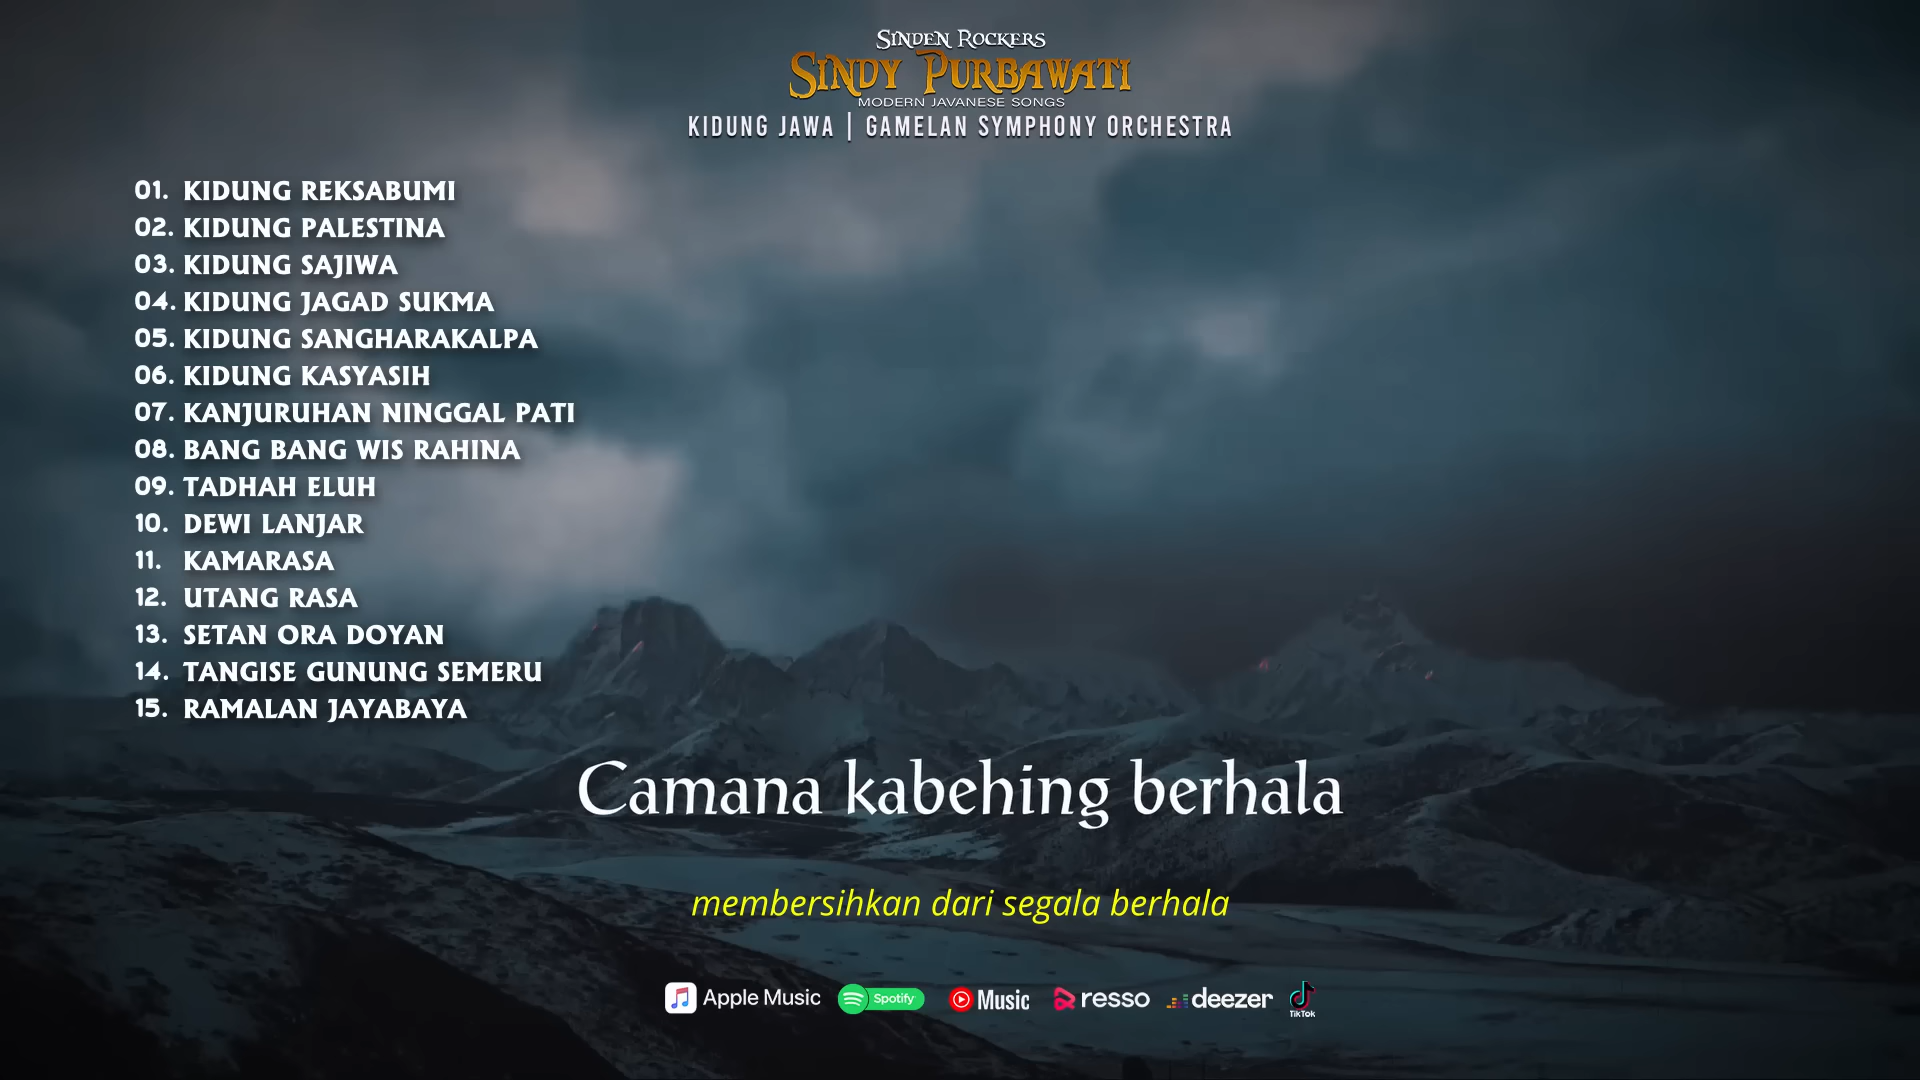 SINDEN ROCKERS
SINDY PURBAWATI
MODERN JAVANESE SONGS
KIDUNG JAWA | GAMELAN SYMPHONY ORCHESTRA
01. KIDUNG REKSABUMI
02. KIDUNG PALESTINA
03. KIDUNG SAJIWA
04. KIDUNG JAGAD SUKMA
05. KIDUNG SANGHARAKALPA
06. KIDUNG KASYASIH
07. KANJURUHAN NINGGAL PATI
08. BANG BANG WIS RAHINA
09. TADHAH ELUH
10. DEWI LANJAR
11. KAMARASA
12. UTANG RASA
13. SETAN ORA DOYAN
14. TANGISE GUNUNG SEMERU
15. RAMALAN JAYABAYA
Camana kabehing berhala
membersihkan dari segala berhala
Apple Music Spotify Music resso deezer TikTok